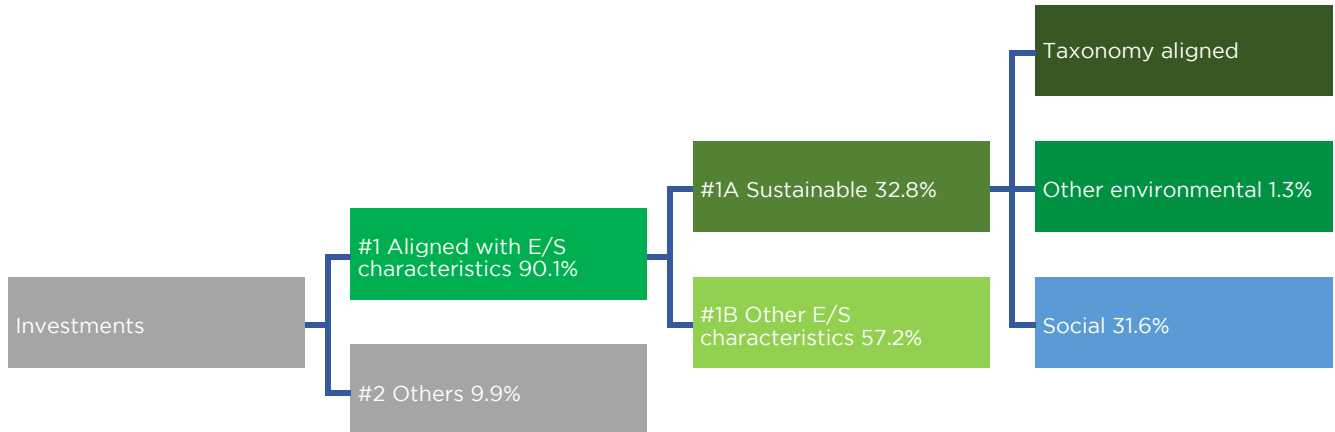 Investments
#1 Aligned with E/S
characteristics 90.1%
#2 Others 9.9%
#1A Sustainable 32.8%
#1B Other E/S
characteristics 57.2%
Taxonomy aligned
Other environmental 1.3%
Social 31.6%